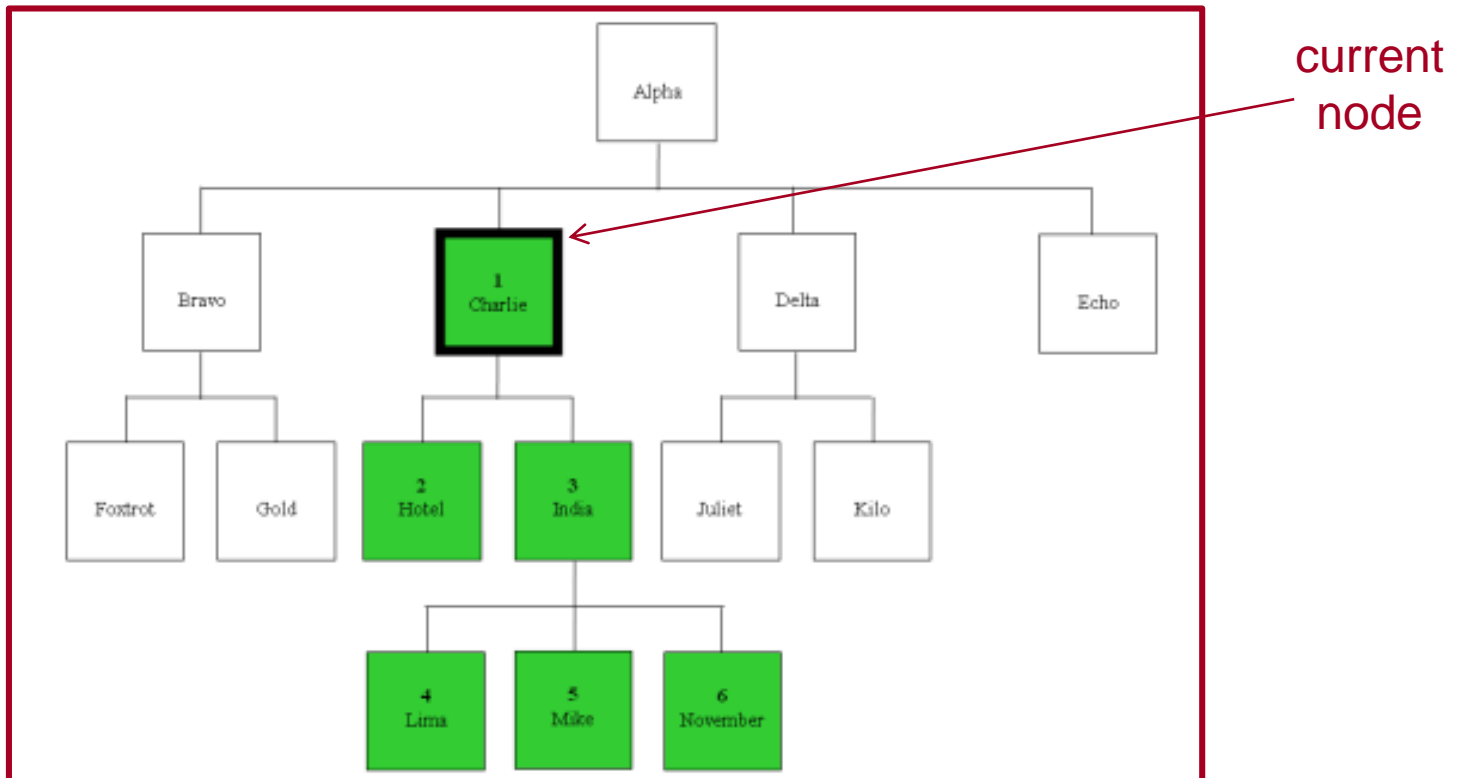 current
node
Alpha
Bravo
1
Charlie
Delta
Echo
Foxtrot
Gold
2
Hotel
3
India
Juliet
Kilo
4
Lima
5
Mike
6
November